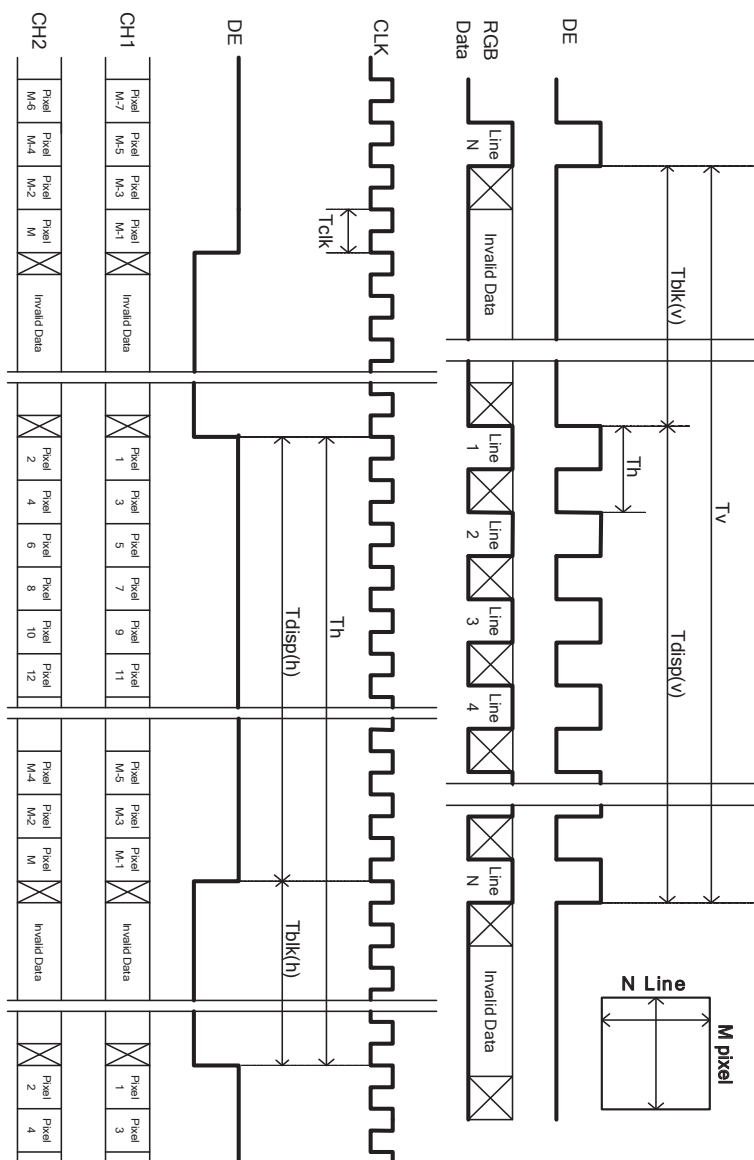 DE
RGB
Data
Line
N
Invalid Data
Line
1
Line
2
Line
3
Line
4
Line
N
Invalid Data
Tv
Tblk(v)
Tdisp(v)
Th
N Line
M pixel
CLK
Tclk
Th
Tdisp(h)
Tblk(h)
DE
CH1
Pixel
M-7
Pixel
M-5
Pixel
M-3
Pixel
M-1
Invalid Data
Pixel
1
Pixel
3
Pixel
5
Pixel
7
Pixel
9
Pixel
11
Pixel
M-5
Pixel
M-3
Pixel
M-1
Invalid Data
Pixel
1
Pixel
3
CH2
Pixel
M-6
Pixel
M-4
Pixel
M-2
Pixel
M
Invalid Data
Pixel
2
Pixel
4
Pixel
6
Pixel
8
Pixel
10
Pixel
12
Pixel
M-4
Pixel
M-2
Pixel
M
Invalid Data
Pixel
2
Pixel
4